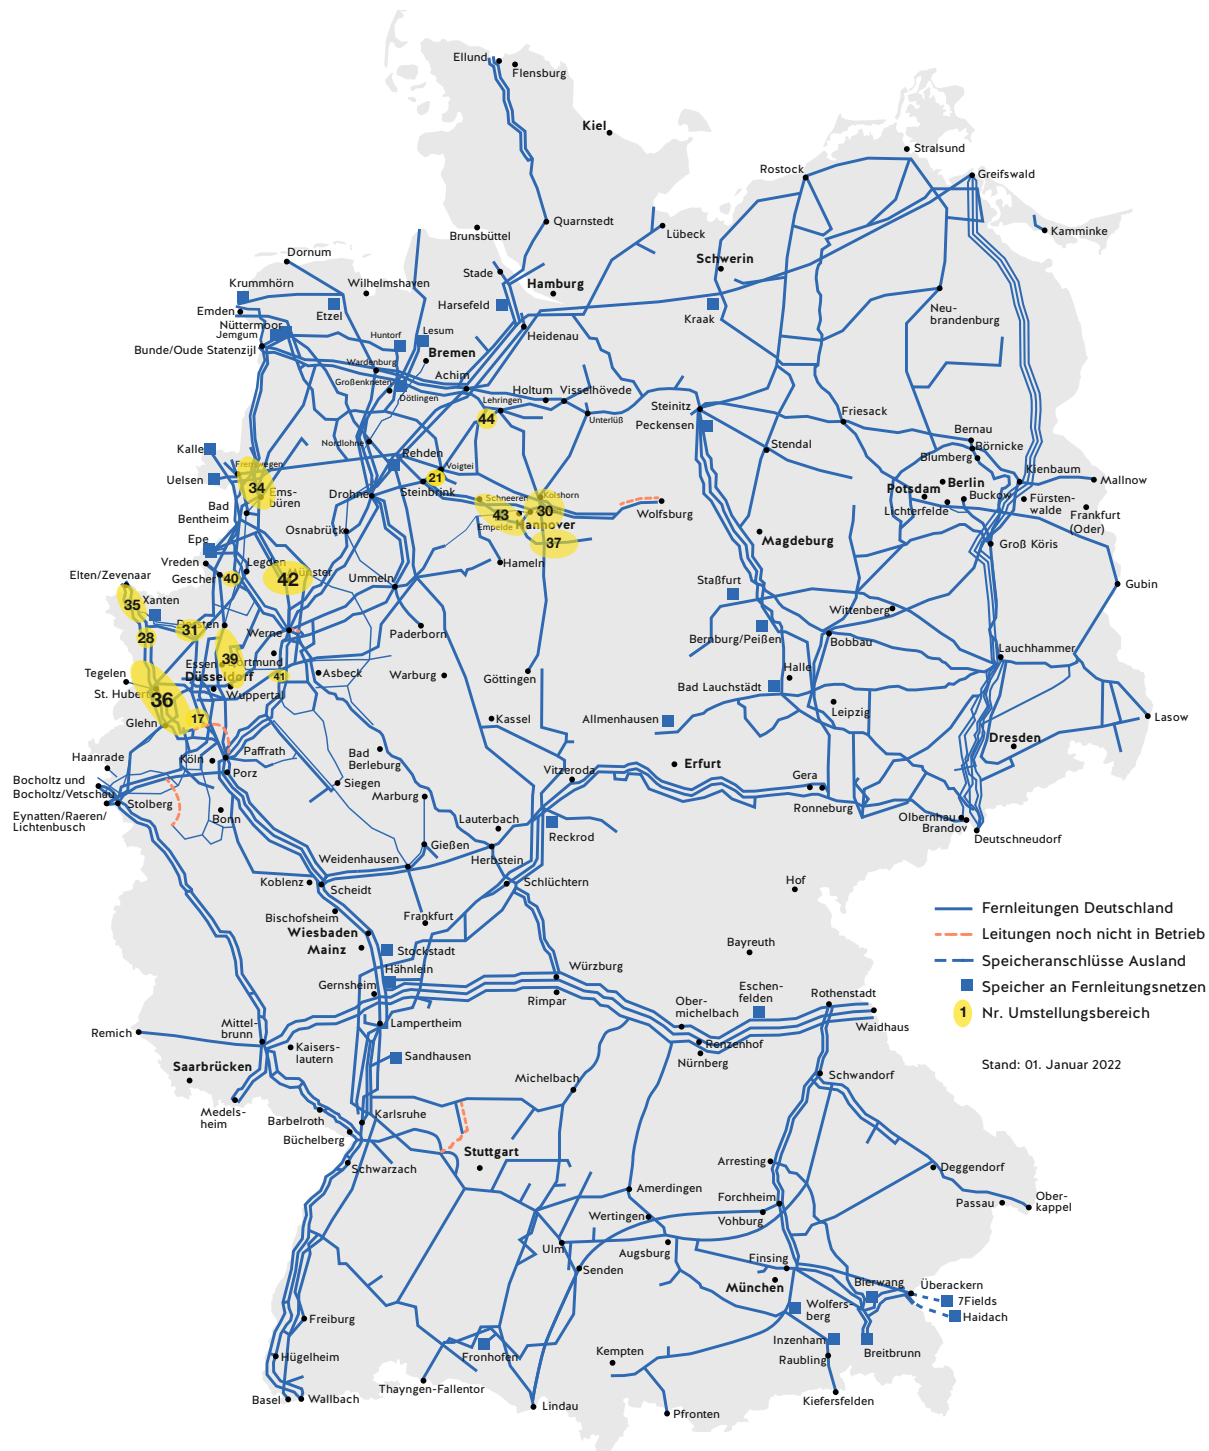 Ellund
Flensburg
Kiel
Stralsund
Rostock
Greifswald
Quarnstedt
Brunsbüttel
Lübeck
Kamminke
Dornum
Schwerin
Stade
Wilhelmshaven
Krummhörn
Hamburg
Harsefeld
Emden
Etzel
Kraak
Neu-
brandenburg
Nüttermoor
Jemgum
Huntorf
Lesum
Heidenau
Bunde/Oude Statenzijl
Bremen
Wardenburg
Achim
Großenkneten
Dötlingen
Lehringen
Holtum
Visselhövede
Steinitz
Unterlüß
Friesack
44
Peckensen
Bernau
Nordlohne
Stendal
Börnicke
Kalle
Rehden
Blumberg
Frenswegen
Voigtei
Kienbaum
Uelsen
21
Berlin
Mallnow
34
Ems-
büren
Drohne
Steinbrink
Schneeren
Kolshorn
Potsdam
Buckow
Fürsten-
walde
Bad
Bentheim
43
30
Wolfsburg
Lichterfelde
Frankfurt
(Oder)
Osnabrück
Empelde
Hannover
Epe
37
Magdeburg
Groß Köris
Vreden
Legden
Hameln
Elten/Zevenaar
Gescher
40
42
Münster
Ummeln
Staßfurt
Gubin
35
Xanten
Wittenberg
28
31
Dorsten
Werne
Paderborn
Bernburg/Peißen
Bobbau
39
Essen
Dortmund
Lauchhammer
Tegelen
Düsseldorf
41
Asbeck
Warburg
Göttingen
Halle
St. Hubert
36
Wuppertal
Bad Lauchstädt
Glehn
17
Kassel
Allmenhausen
Leipzig
Lasow
Haanrade
Köln
Paffrath
Bad
Berleburg
Dresden
Bocholtz und
Bocholtz/Vetschau
Porz
Siegen
Vitzeroda
Erfurt
Gera
Stolberg
Marburg
Ronneburg
Eynatten/Raeren/
Lichtenbusch
Bonn
Lauterbach
Olbernhau
Brandov
Reckrod
Deutschneudorf
Weidenhausen
Gießen
Herbstein
Koblenz
Scheidt
Schlüchtern
Hof
Bischofsheim
Frankfurt
Wiesbaden
Mainz
Stockstadt
Bayreuth
Hähnlein
Würzburg
Gernsheim
Rimpar
Eschen-
felden
Rothenstadt
Ober-
michelbach
Remich
Mittel-
brunn
Lampertheim
Waidhaus
Kaisers-
lautern
Renzenhof
Sandhausen
Nürnberg
Saarbrücken
Michelbach
Schwandorf
Medels-
heim
Barbelroth
Karlsruhe
Büchelberg
Stuttgart
Schwarzach
Arresting
Deggendorf
Amerdingen
Forchheim
Passau
Ober-
kappel
Wertingen
Vohburg
Ulm
Augsburg
Finsing
Senden
München
Bierwang
Überackern
7Fields
Wolfers-
berg
Haidach
Freiburg
Inzenham
Breitbrunn
Hügelheim
Fronhofen
Kempten
Raubling
Thayngen-Fallentor
Basel
Wallbach
Lindau
Pfronten
Kiefersfelden
Fernleitungen Deutschland
Leitungen noch nicht in Betrieb
Speicheranschlüsse Ausland
Speicher an Fernleitungsnetzen
1 Nr. Umstellungsbereich
Stand: 01. Januar 2022